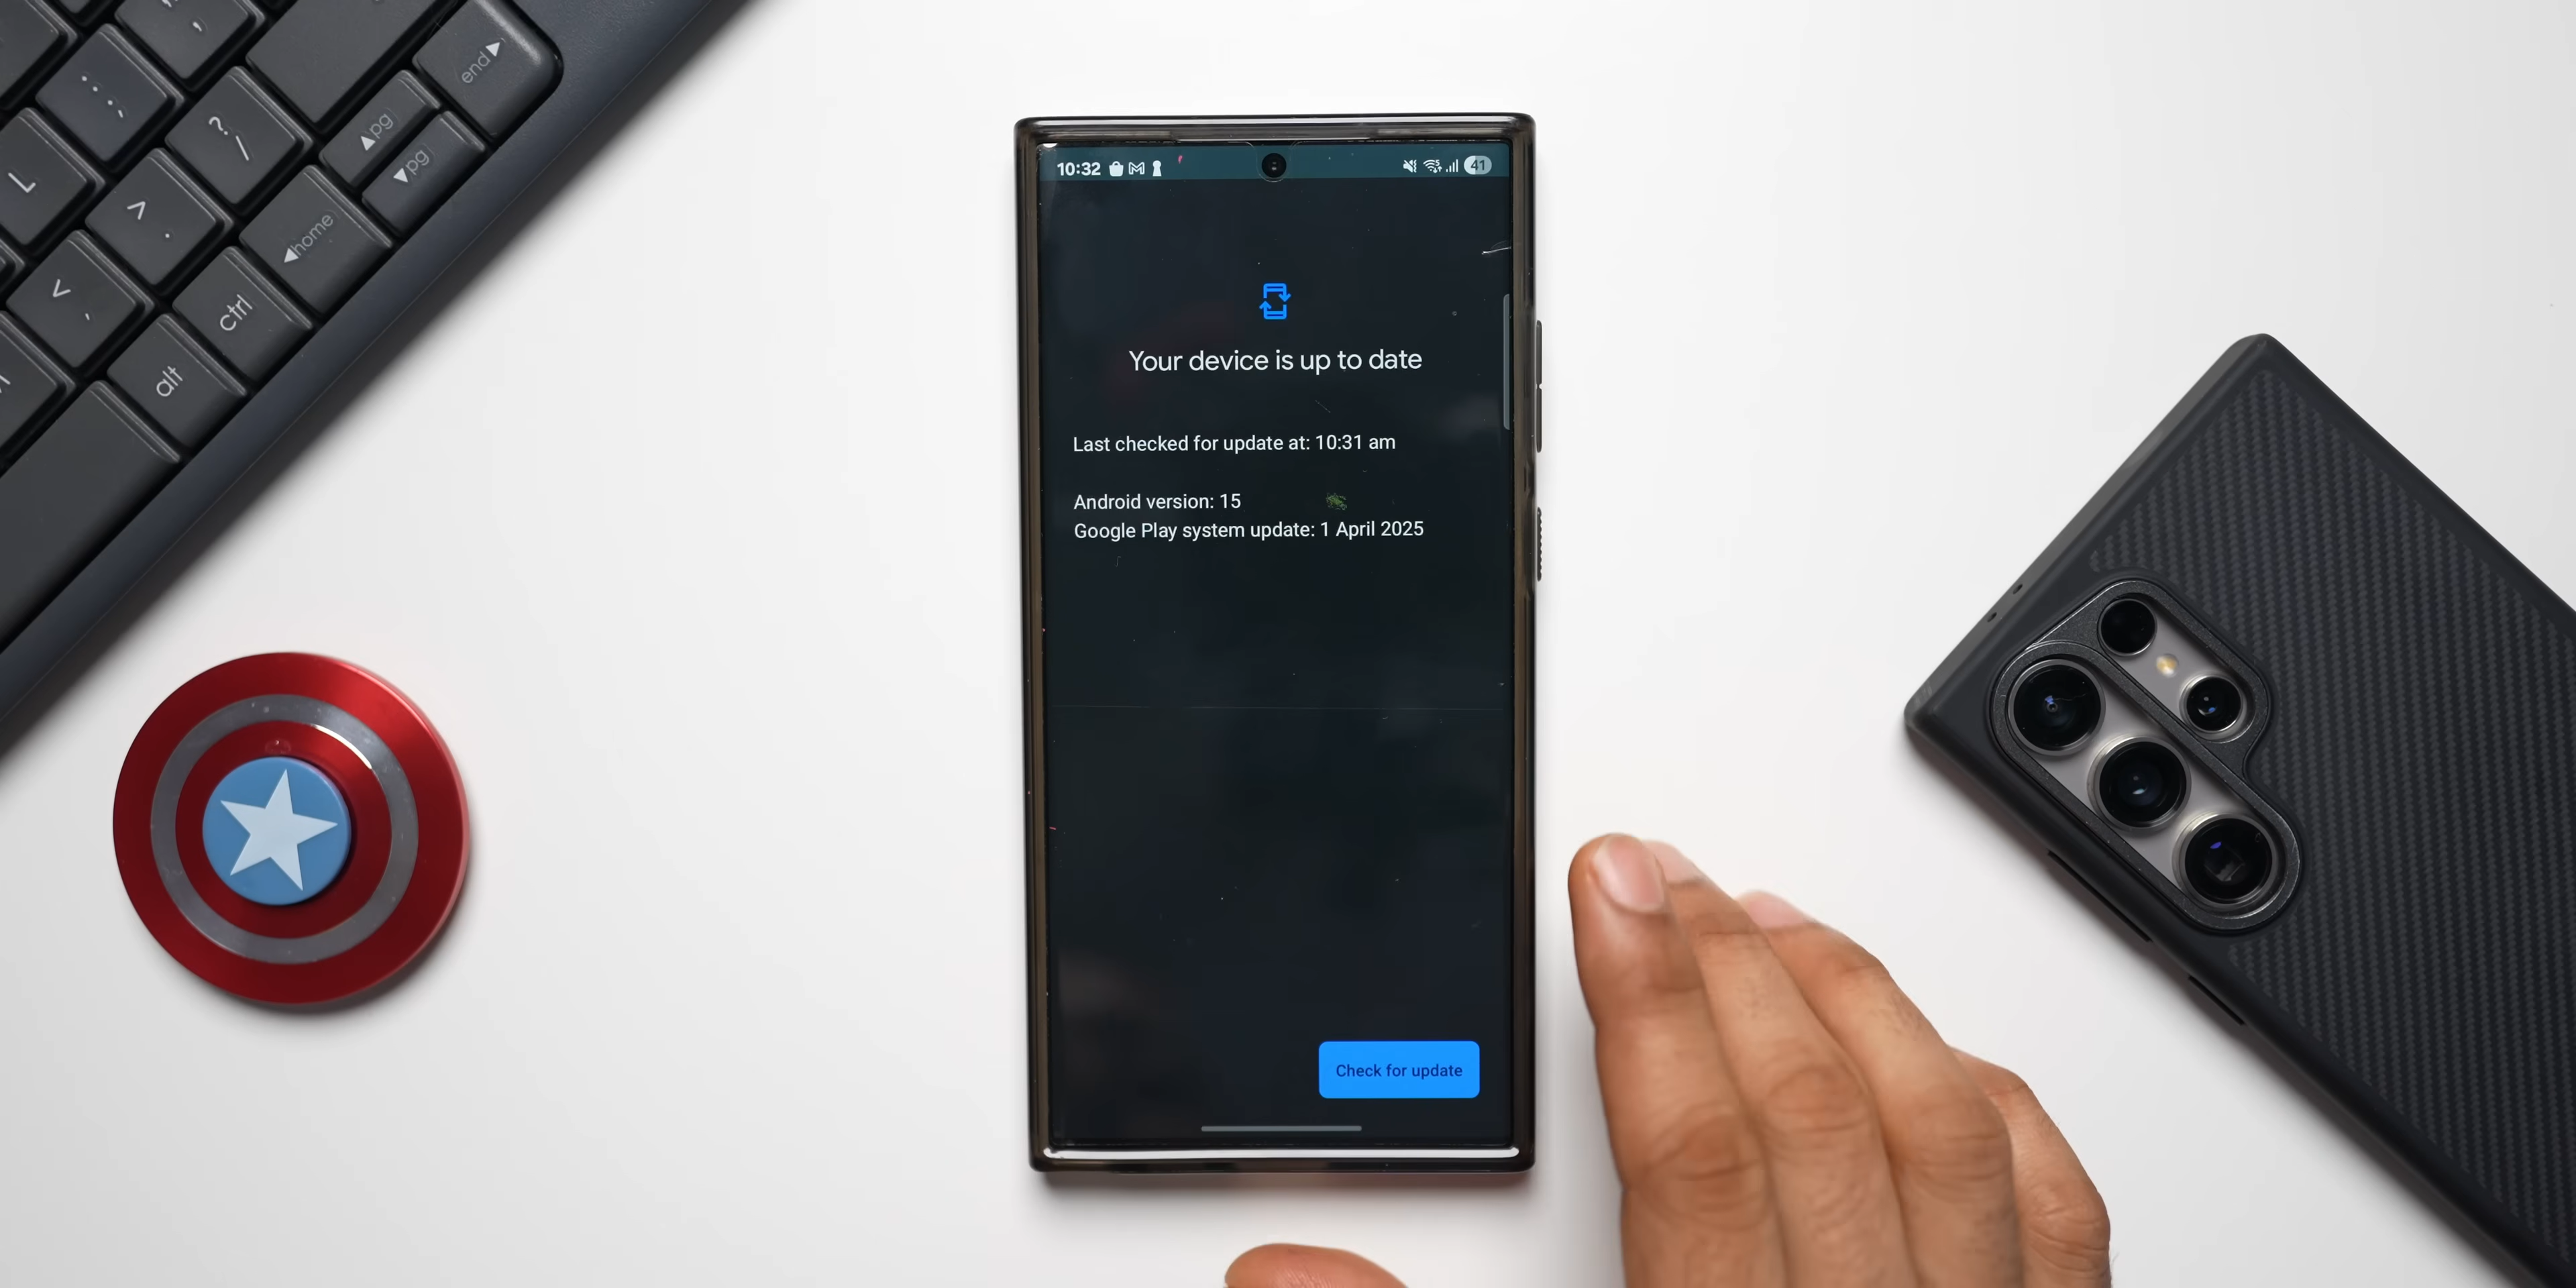 end
pg
pg
home
ctrl
alt
L
?
/
>
.
<
,
10:32
41
Your device is up to date
Last checked for update at: 10:31 am
Android version: 15
Google Play system update: 1 April 2025
Check for update